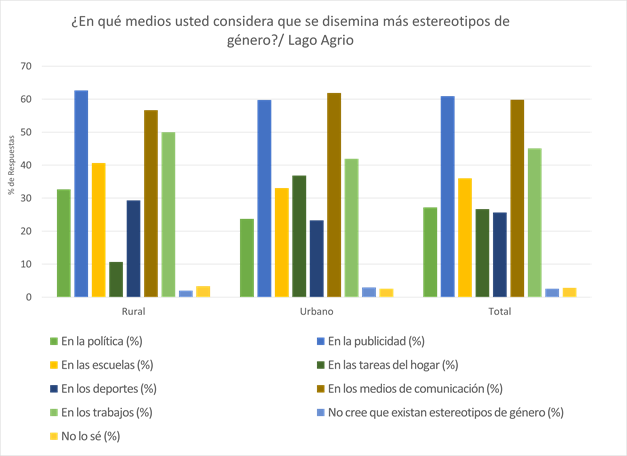 ¿En qué medios usted considera que se disemina más estereotipos de
género?/ Lago Agrio
% de Respuestas
70
60
50
40
30
20
10
0
Rural Urbano Total
En la política (%) En la publicidad (%)
En las escuelas (%) En las tareas del hogar (%)
En los deportes (%) En los medios de comunicación (%)
En los trabajos (%) No cree que existan estereotipos de género (%)
No lo sé (%)